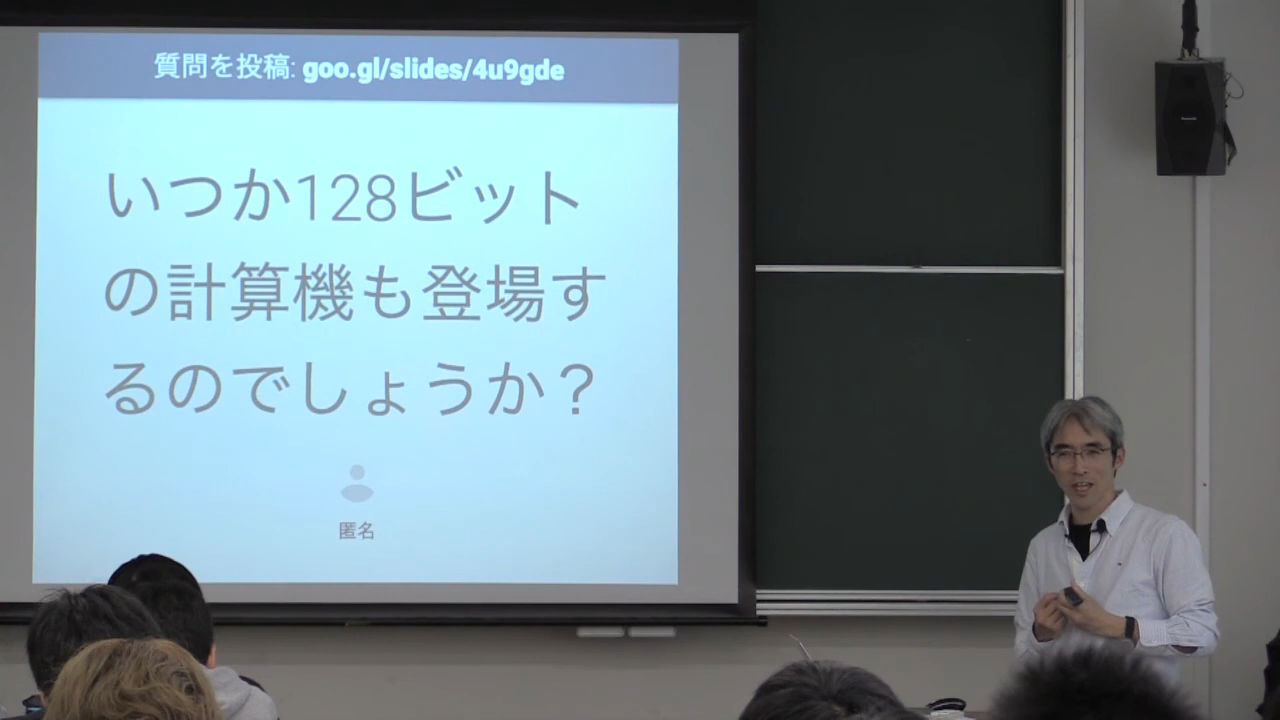 質問を投稿: goo.gl/slides/4u9gde
いつか128ビット
の計算機も登場す
るのでしょうか？
匿名
Panasonic